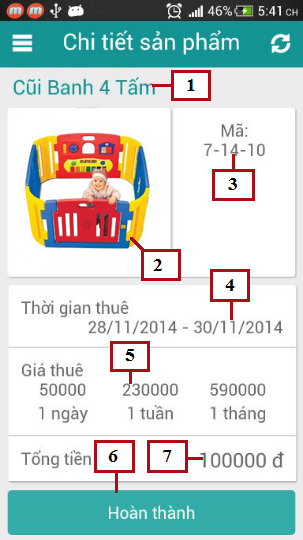 46% 5:41 CH
Chi tiết sản phẩm
Cũi Banh 4 Tấm 1
Mã:
7-14-10
3
2
4
Thời gian thuê
28/11/2014 - 30/11/2014
5
Giá thuê
50000 230000 590000
1 ngày 1 tuần 1 tháng
6 7
Tổng tiền 100000 đ
Hoàn thành